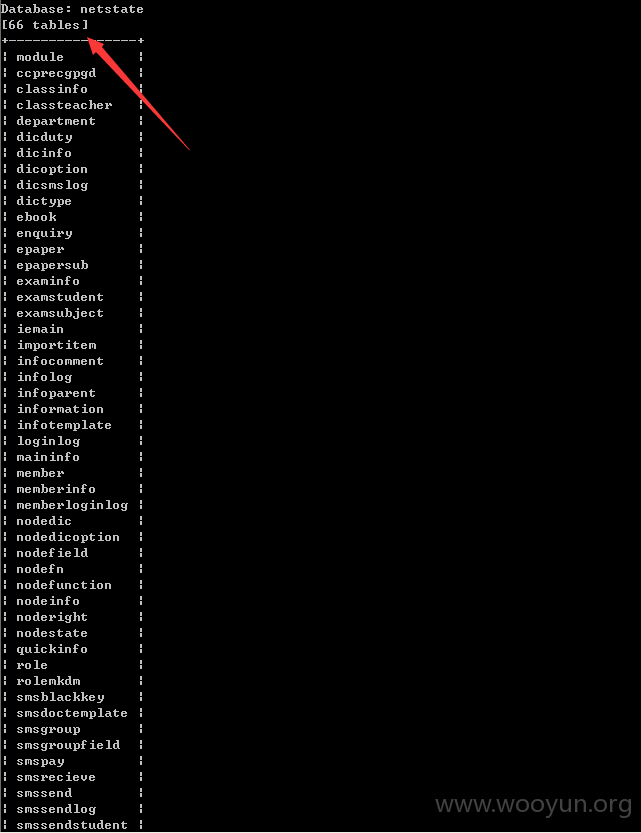 Database: netstate
[66 tables]
+----------------+
| module |
| ccprecgpgd |
| classinfo |
| classteacher |
| department |
| dicduty |
| dicinfo |
| dicoption |
| dicsmslog |
| dictype |
| ebook |
| enquiry |
| epaper |
| epapersub |
| examinfo |
| examstudent |
| examsubject |
| iemain |
| importitem |
| infocomment |
| infolog |
| infoparent |
| information |
| infotemplate |
| loginlog |
| maininfo |
| member |
| memberinfo |
| memberloginlog |
| nodedic |
| nodedicoption |
| nodefield |
| nodefn |
| nodefunction |
| nodeinfo |
| noderight |
| nodestate |
| quickinfo |
| role |
| rolemkdm |
| smsblackkey |
| smsdoctemplate |
| smsgroup |
| smsgroupfield |
| smspay |
| smsrecieve |
| smssend |
| smssendlog |
| smssendstudent |
www.wooyun.org